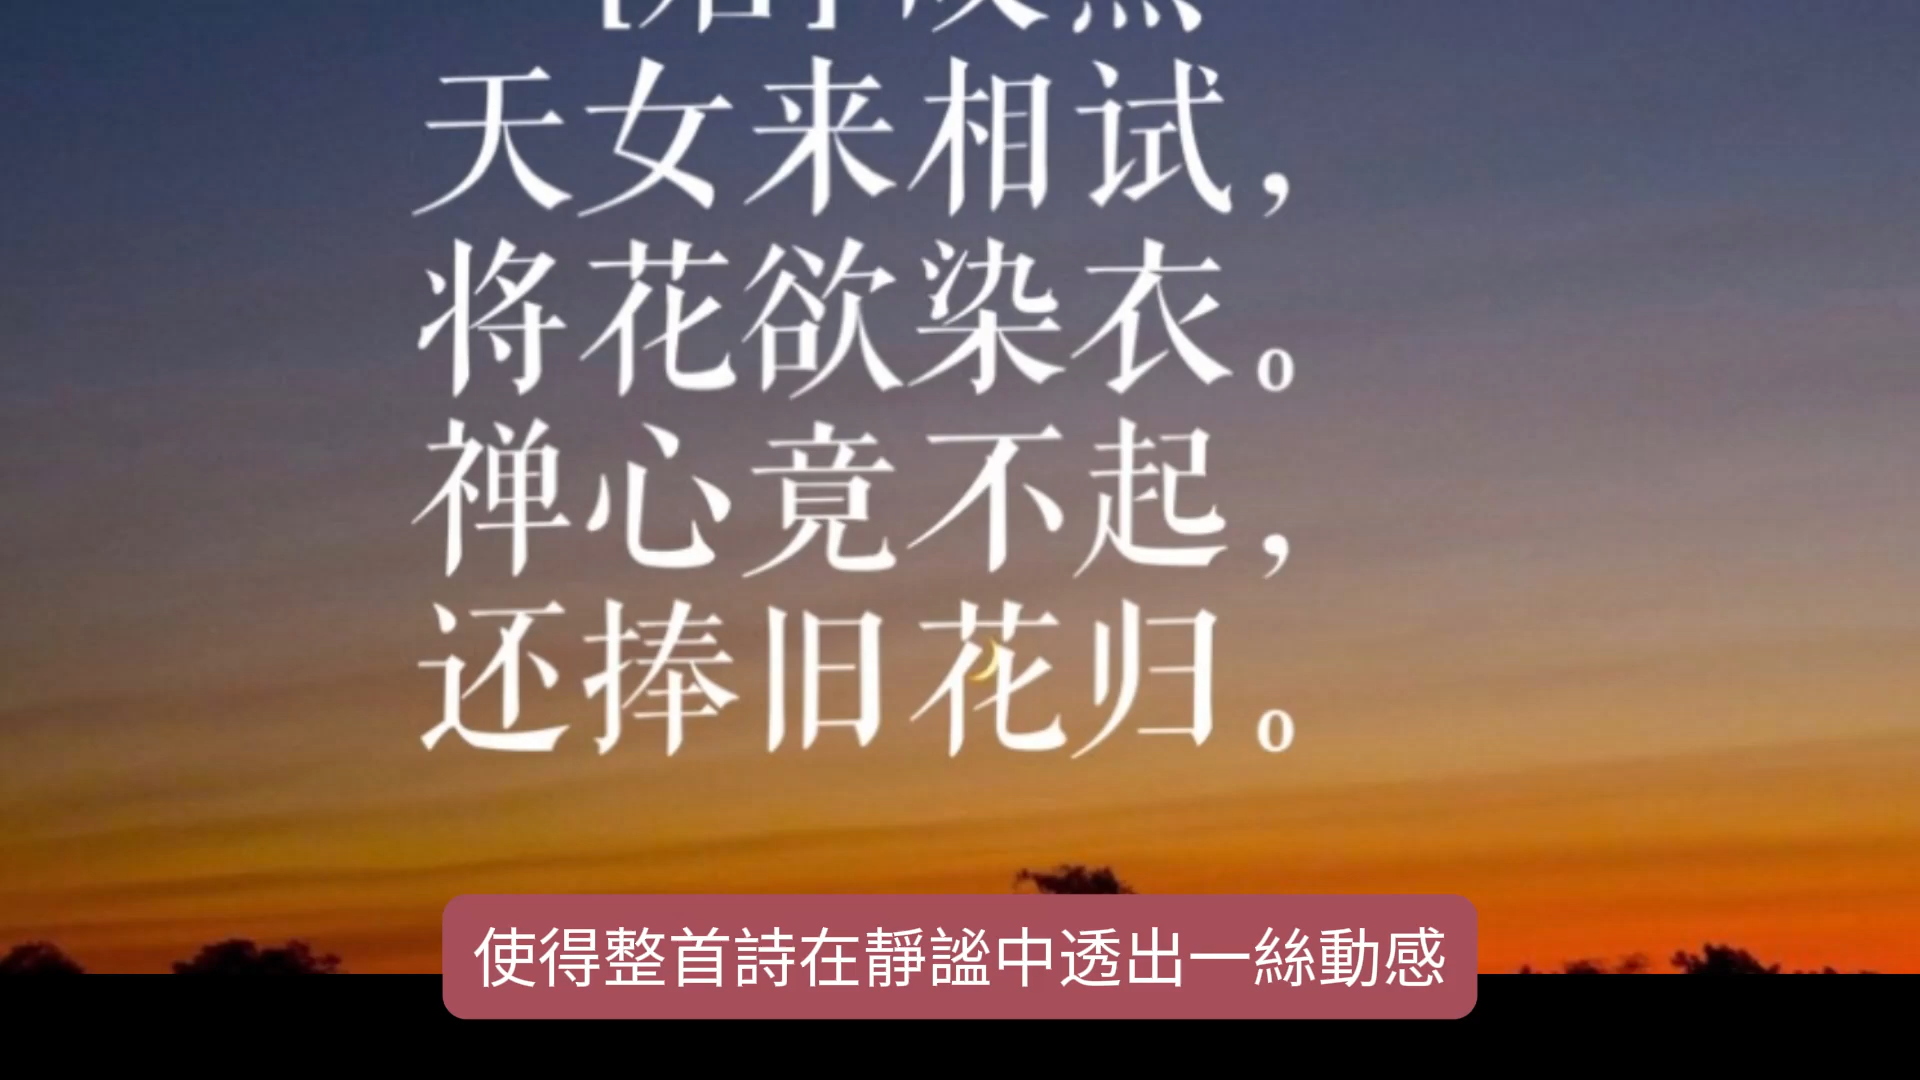 天女来相试，
将花欲染衣。
禅心竟不起，
还捧旧花归。
使得整首詩在靜謐中透出一絲動感